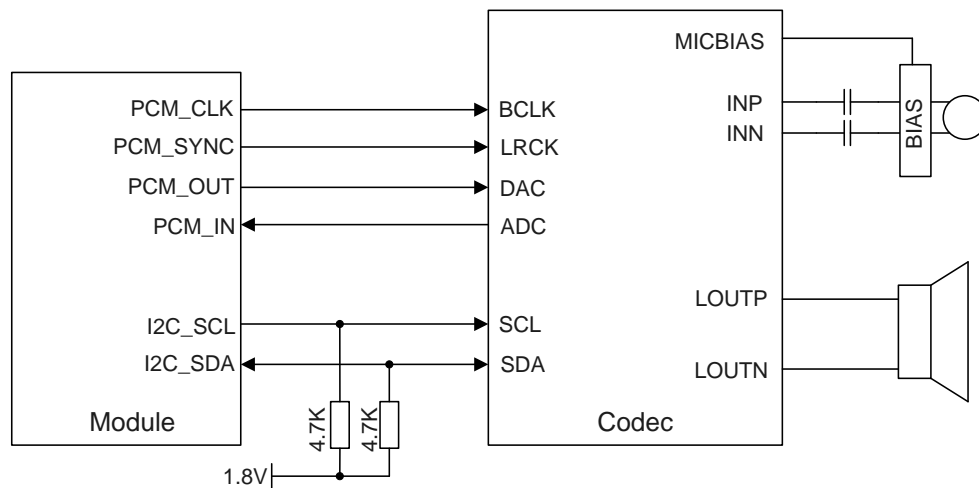 MICBIAS
PCM_CLK
BCLK
INP
PCM_SYNC
LRCK
INN
BIAS
PCM_OUT
DAC
PCM_IN
ADC
LOUTP
I2C_SCL
SCL
I2C_SDA
SDA
LOUTN
4.7K
4.7K
Module
Codec
1.8V